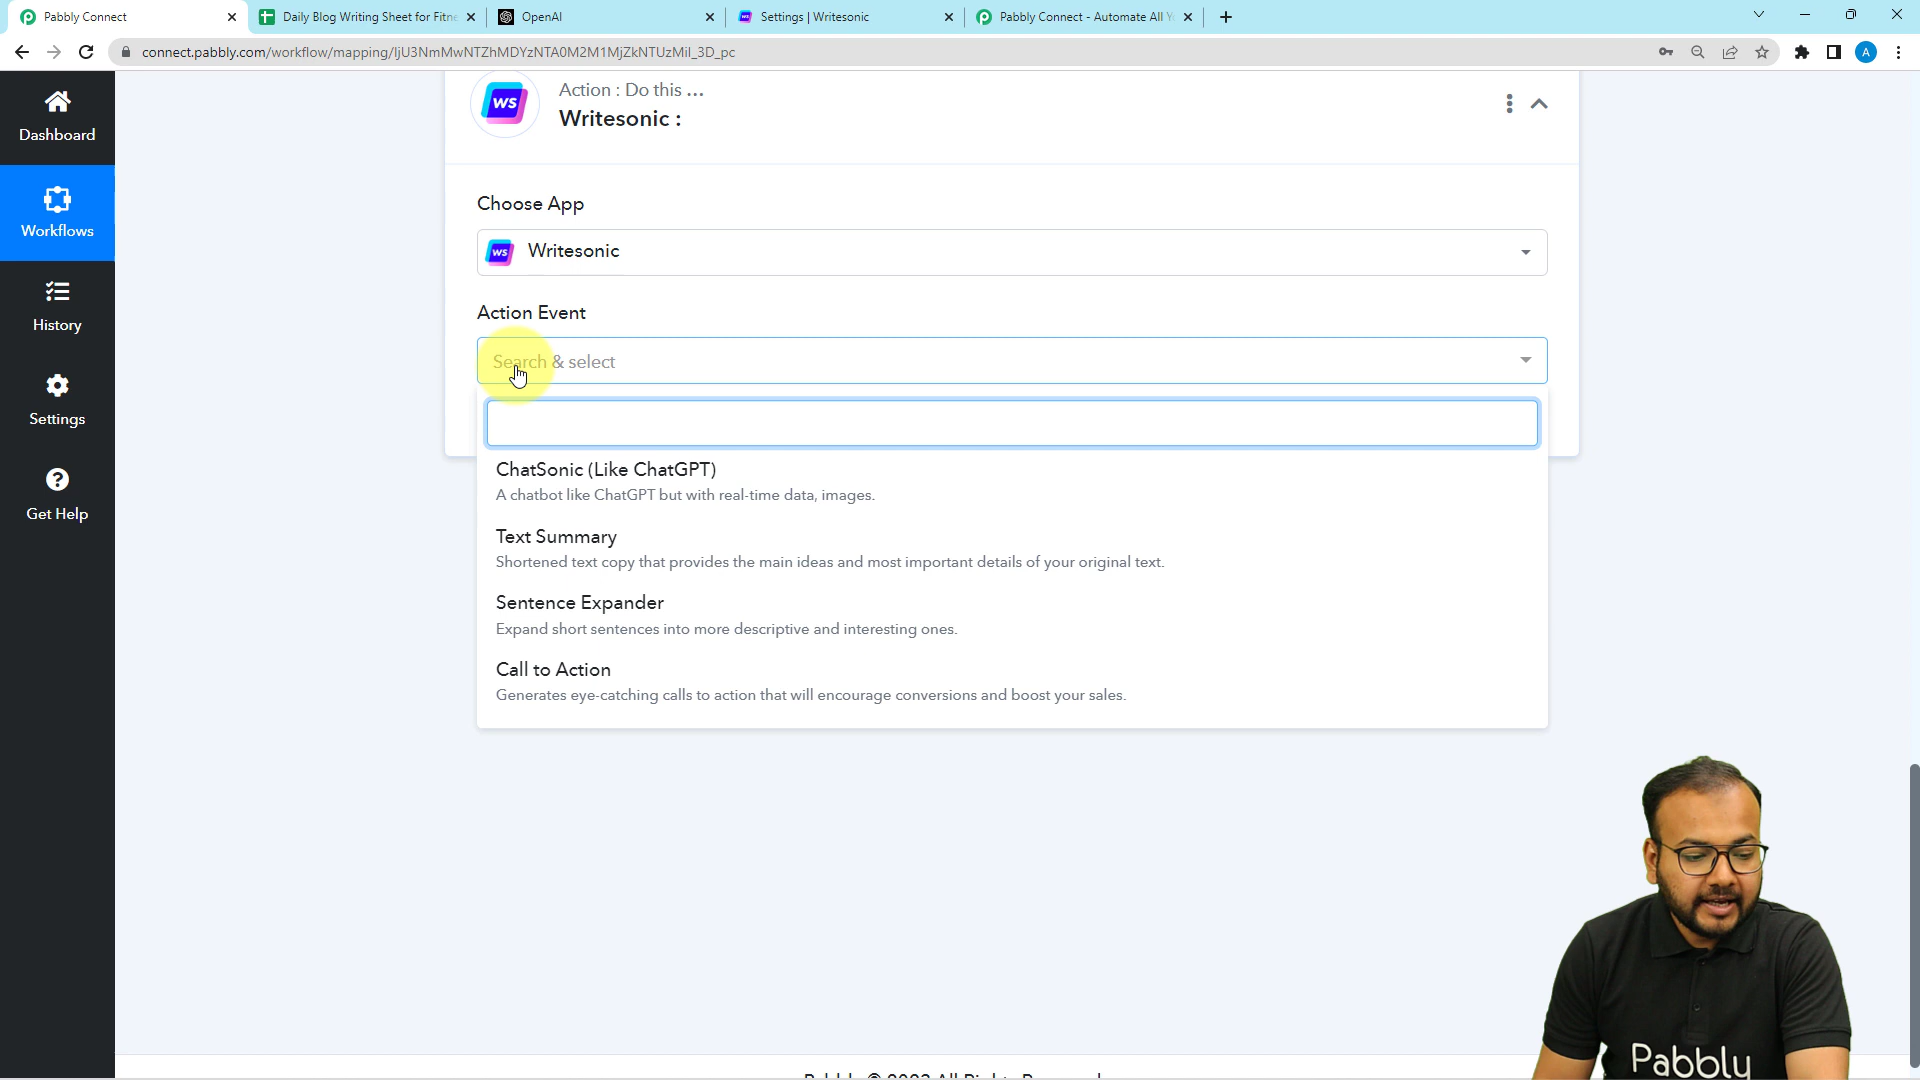 Pabbly Connect
Daily Blog Writing Sheet for Fitne
OpenAI
Settings | Writesonic
Pabbly Connect - Automate All Y
connect.pabbly.com/workflow/mapping/
A
Dashboard
Workflows
History
Settings
Get Help
WS
Action : Do this ...
Writesonic :
Choose App
WS
Writesonic
Action Event
Search & select
ChatSonic (Like ChatGPT)
A chatbot like ChatGPT but with real-time data, images.
Text Summary
Shortened text copy that provides the main ideas and most important details of your original text.
Sentence Expander
Expand short sentences into more descriptive and interesting ones.
Call to Action
Generates eye-catching calls to action that will encourage conversions and boost your sales.
Pabbly